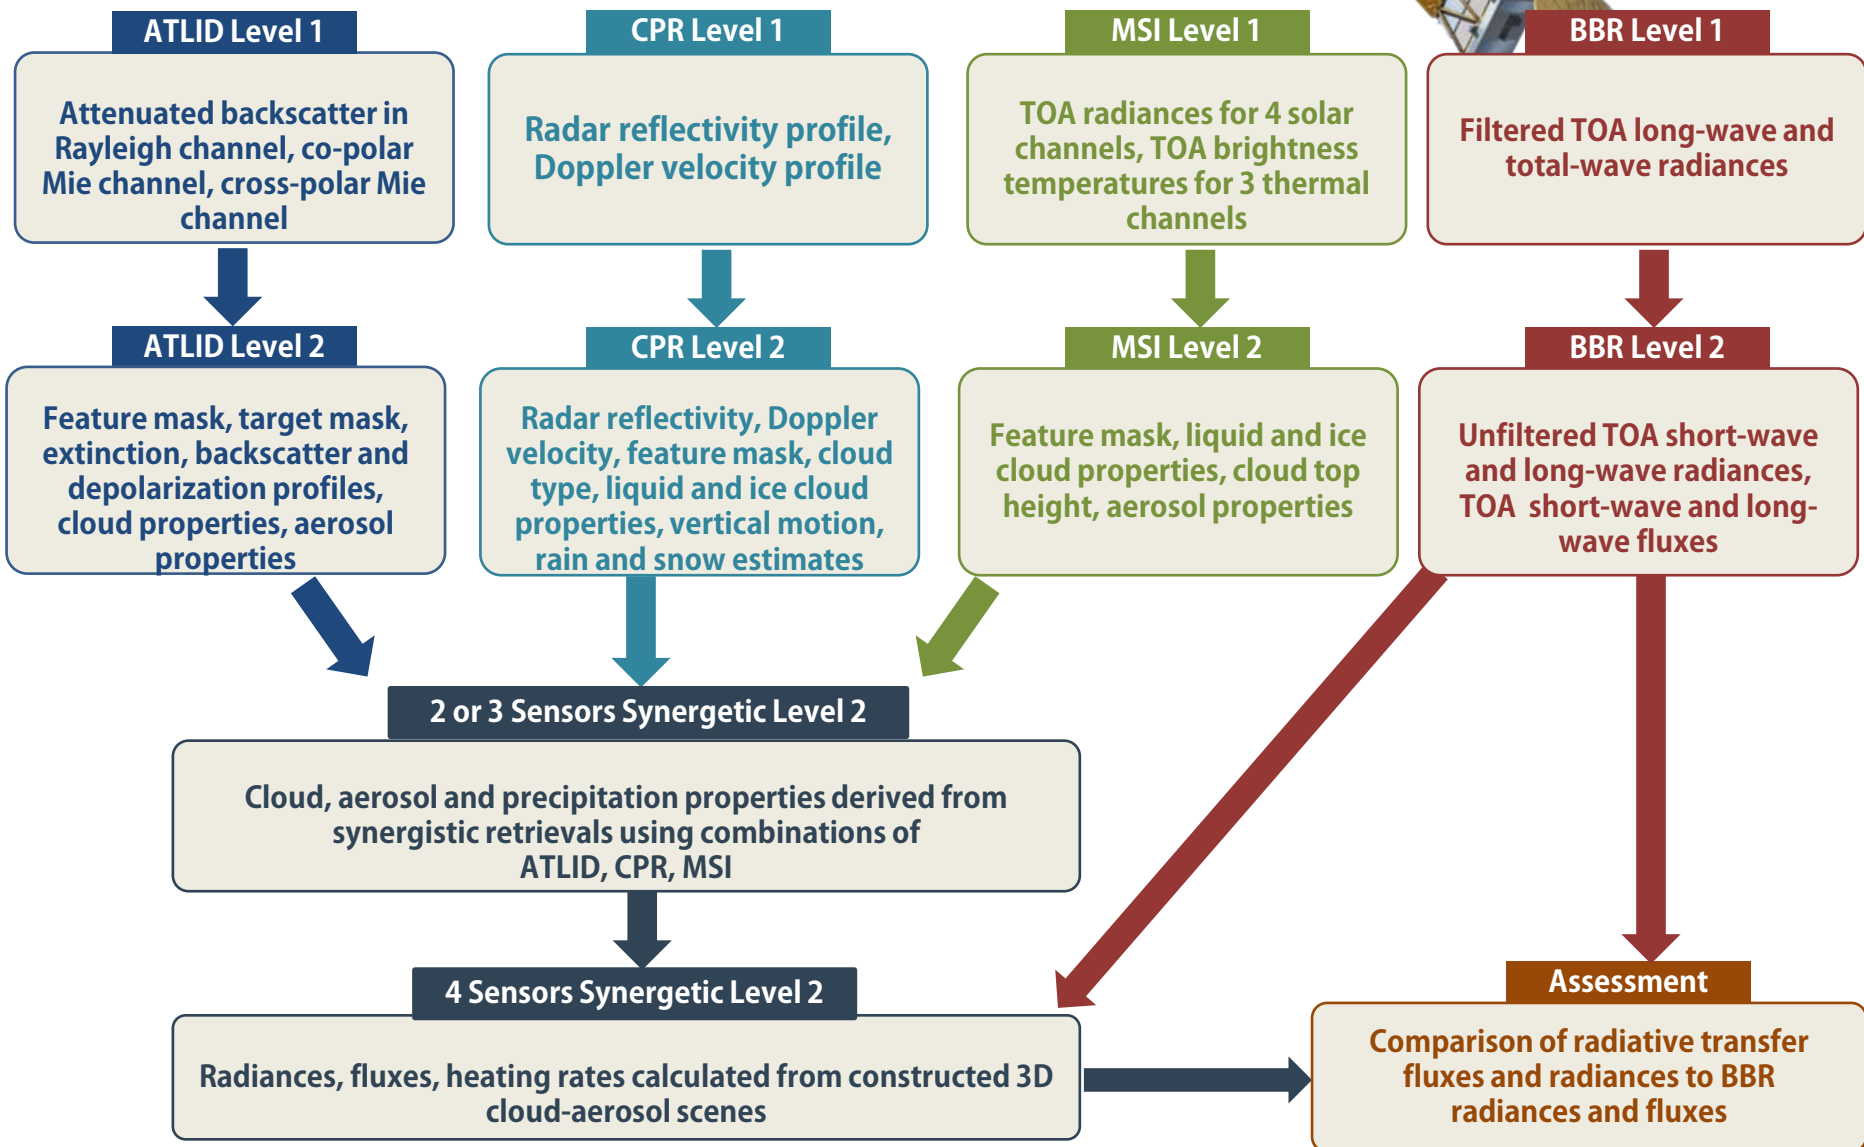 ATLID Level 1
Attenuated backscatter in
Rayleigh channel, co-polar
Mie channel, cross-polar Mie
channel
CPR Level 1
Radar reflectivity profile,
Doppler velocity profile
MSI Level 1
TOA radiances for 4 solar
channels, TOA brightness
temperatures for 3 thermal
channels
BBR Level 1
Filtered TOA long-wave and
total-wave radiances
ATLID Level 2
Feature mask, target mask,
extinction, backscatter and
depolarization profiles,
cloud properties, aerosol
properties
CPR Level 2
Radar reflectivity, Doppler
velocity, feature mask, cloud
type, liquid and ice cloud
properties, vertical motion,
rain and snow estimates
MSI Level 2
Feature mask, liquid and ice
cloud properties, cloud top
height, aerosol properties
BBR Level 2
Unfiltered TOA short-wave
and long-wave radiances,
TOA short-wave and long-
wave fluxes
2 or 3 Sensors Synergetic Level 2
Cloud, aerosol and precipitation properties derived from
synergistic retrievals using combinations of
ATLID, CPR, MSI
4 Sensors Synergetic Level 2
Radiances, fluxes, heating rates calculated from constructed 3D
cloud-aerosol scenes
Assessment
Comparison of radiative transfer
fluxes and radiances to BBR
radiances and fluxes